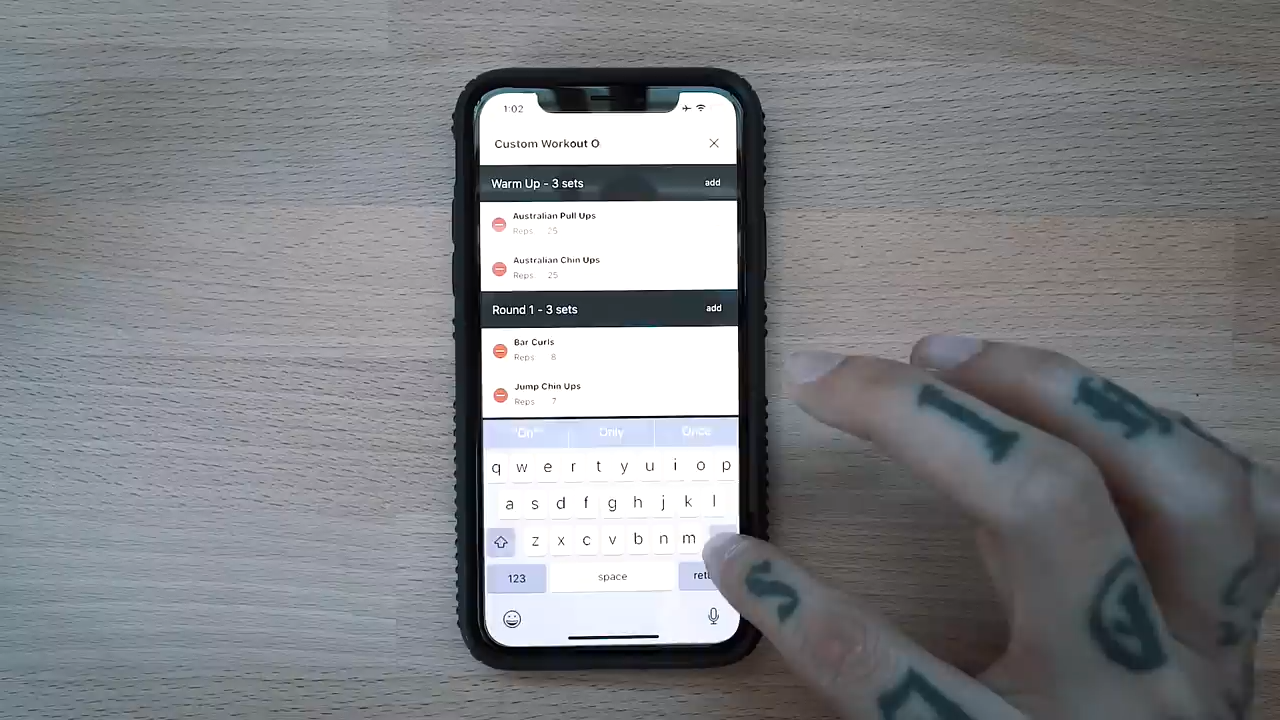 1:02
Custom Workout O
Warm Up - 3 sets add
Australian Pull Ups
Reps 25
Australian Chin Ups
Reps 25
Round 1 - 3 sets add
Bar Curls
Reps 8
Jump Chin Ups
Reps 7
"On" Only Once
q w e r t y u i o p
a s d f g h j k l
z x c v b n m
123 space